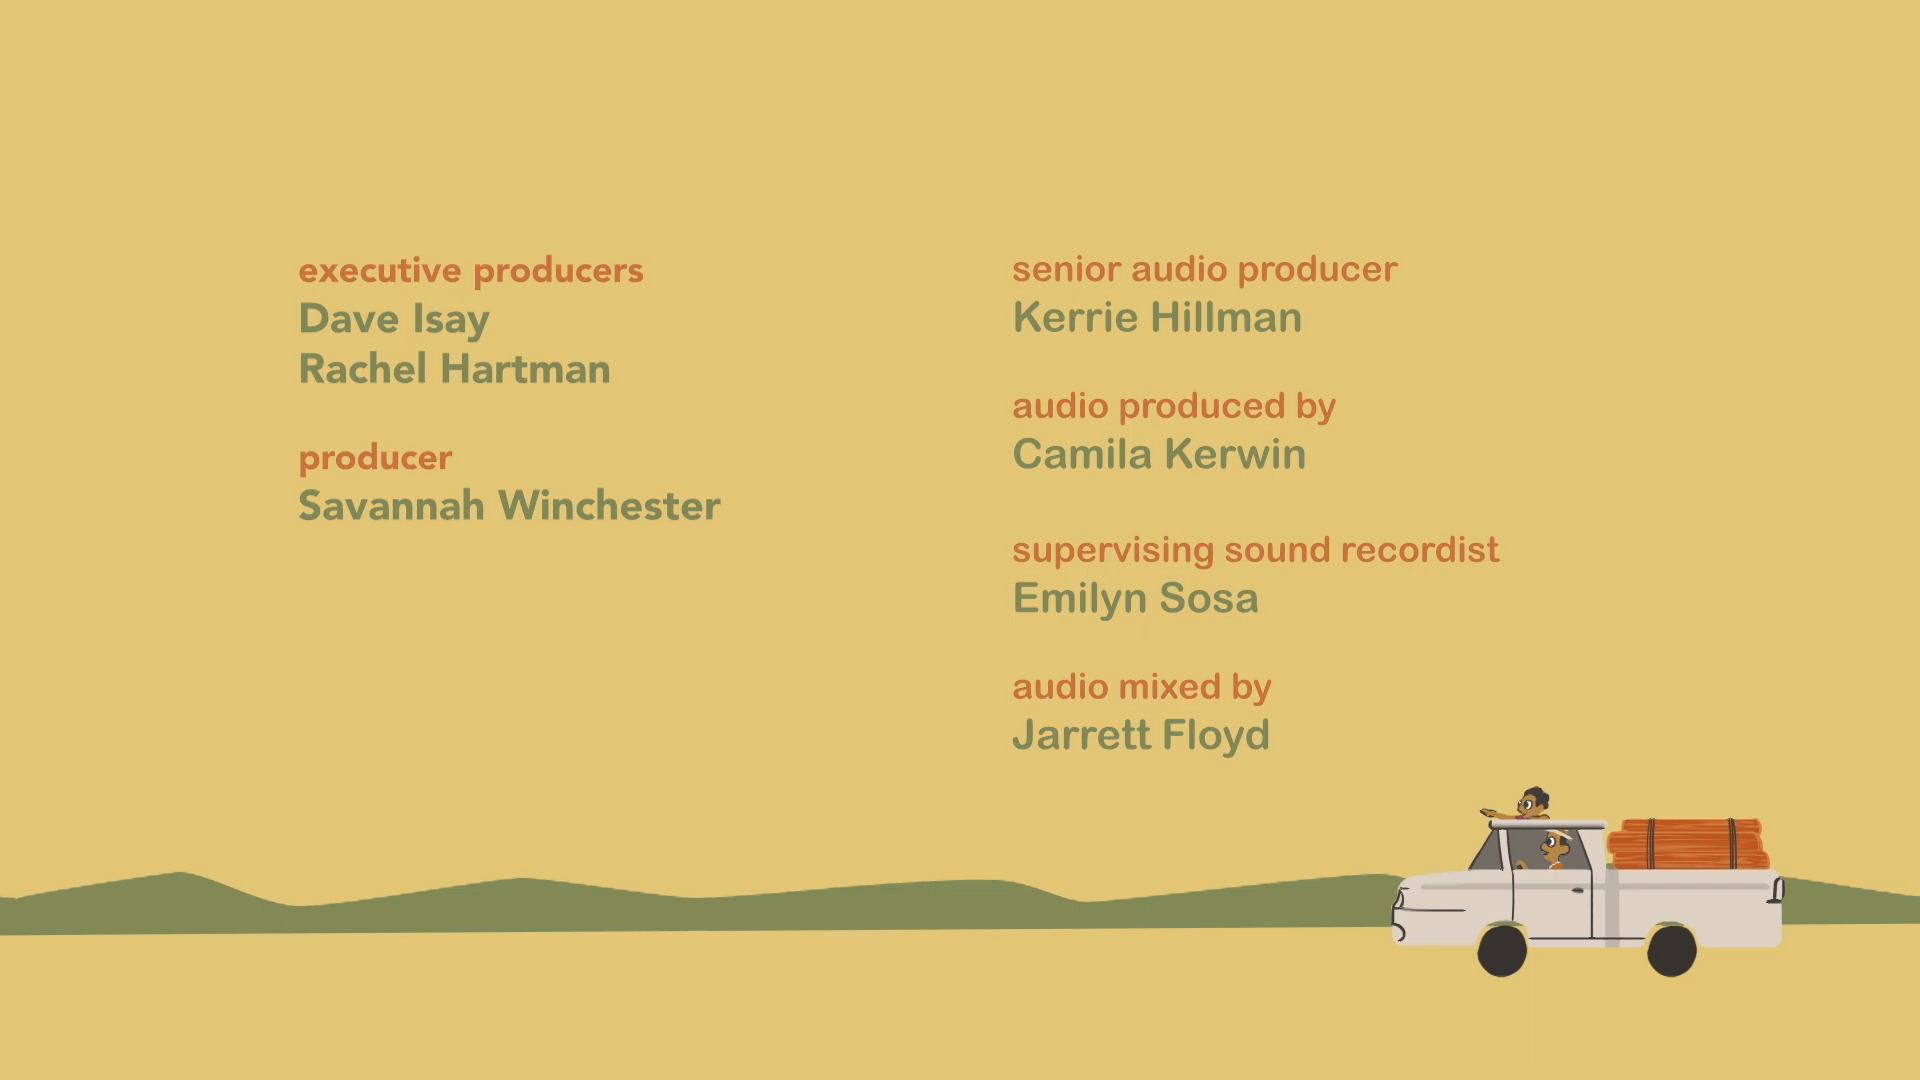 executive producers
Dave Isay
Rachel Hartman
producer
Savannah Winchester
senior audio producer
Kerrie Hillman
audio produced by
Camila Kerwin
supervising sound recordist
Emilyn Sosa
audio mixed by
Jarrett Floyd